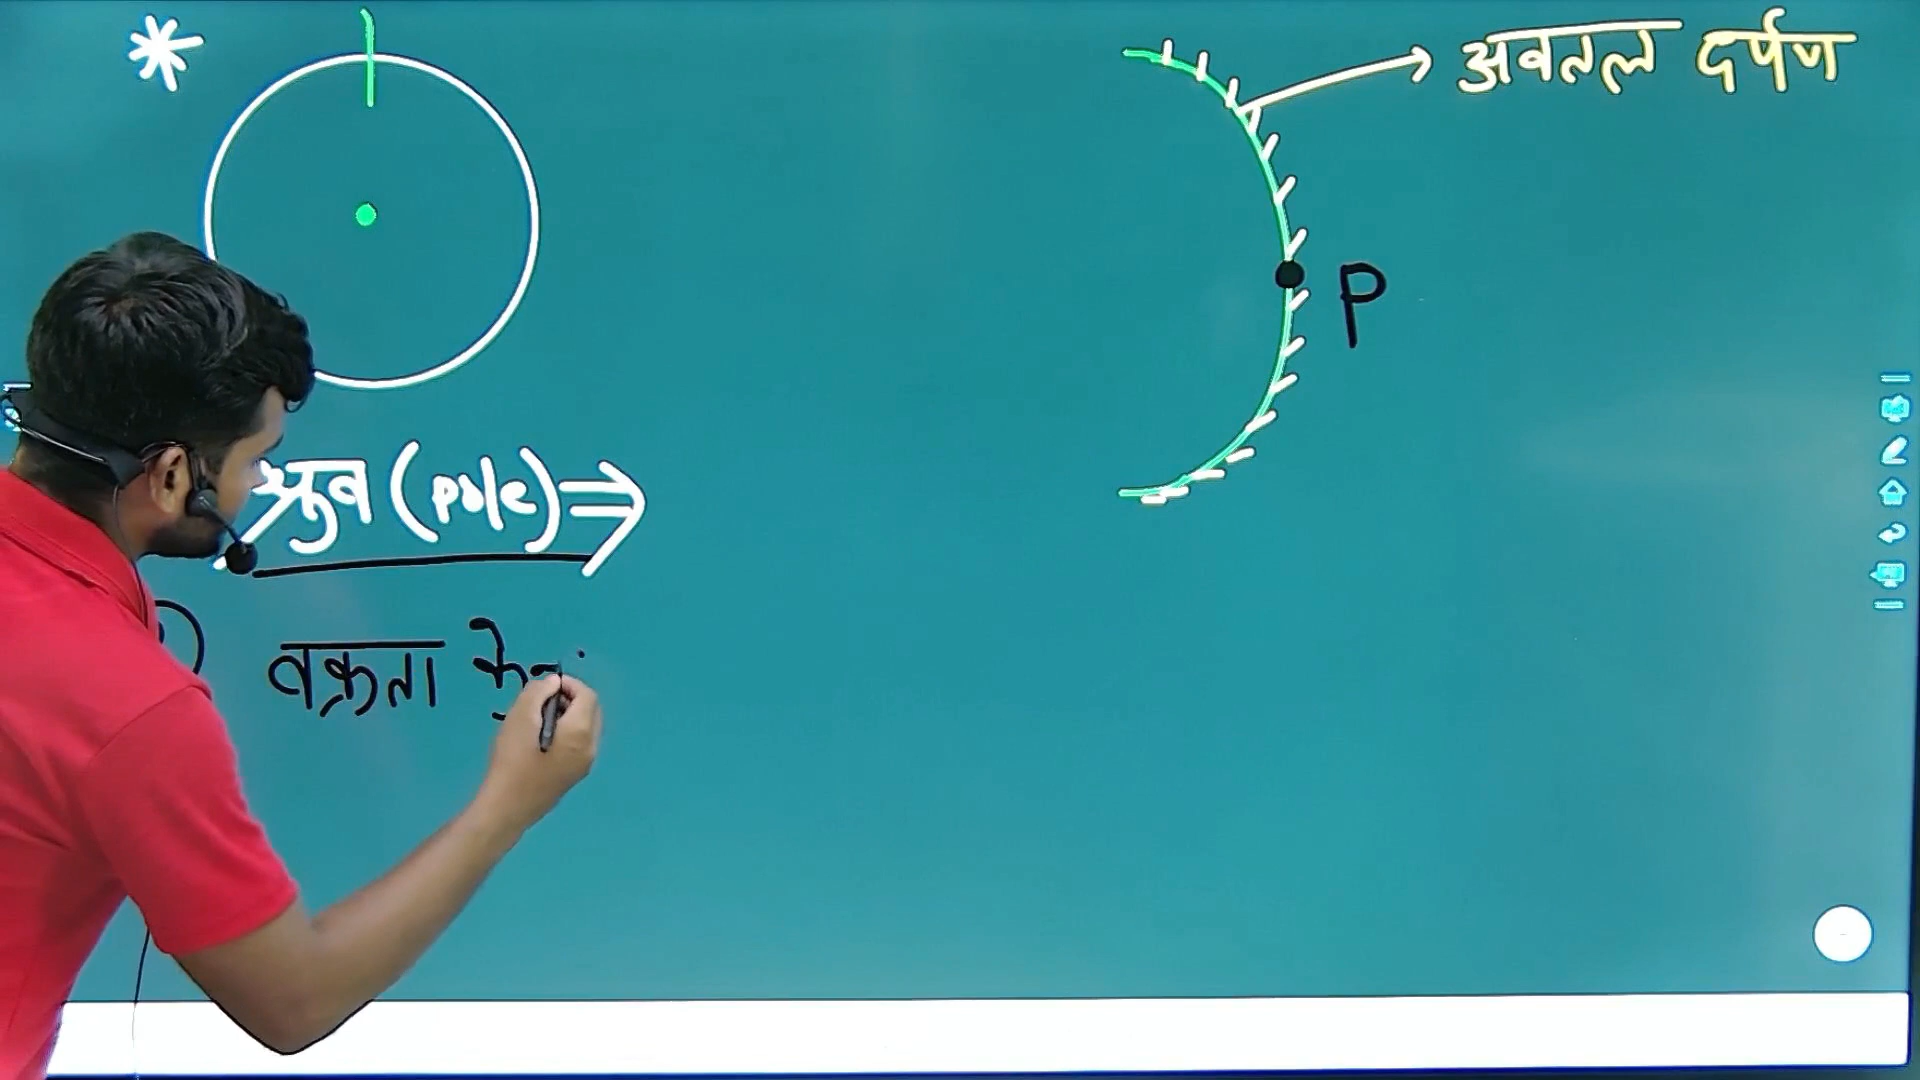 अवतल दर्पण
P
ध्रुव (pole) ⇒
वक्रता